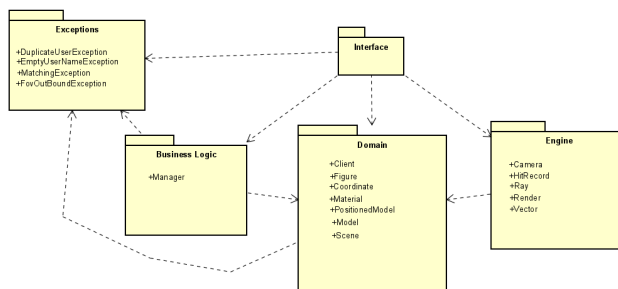 Exceptions
+DuplicateUserException
+EmptyUserNameException
+MatchingException
+FovOutBoundException
Interface
Business Logic
+Manager
Domain
+Client
+Figure
+Coordinate
+Material
+PositionedModel
+Model
+Scene
Engine
+Camera
+HitRecord
+Ray
+Render
+Vector